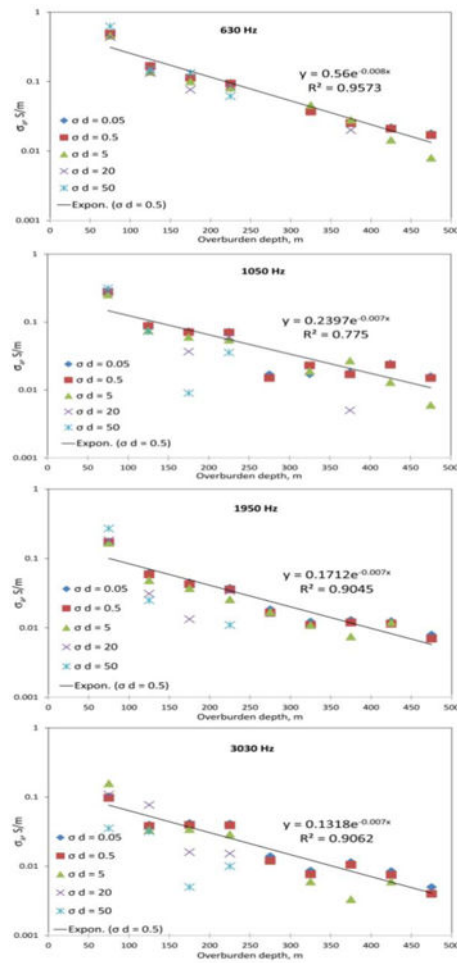 630 Hz
1
0.1
0.01
0.001
σₐ, S/m
y = 0.56e^-0.008x
R² = 0.9573
σ d = 0.05
σ d = 0.5
σ d = 5
σ d = 20
σ d = 50
Expon. (σ d = 0.5)
0 50 100 150 200 250 300 350 400 450 500
Overburden depth, m
1050 Hz
1
0.1
0.01
0.001
σₐ, S/m
y = 0.2397e^-0.007x
R² = 0.775
σ d = 0.05
σ d = 0.5
σ d = 5
σ d = 20
σ d = 50
Expon. (σ d = 0.5)
0 50 100 150 200 250 300 350 400 450 500
Overburden depth, m
1950 Hz
1
0.1
0.01
0.001
σₐ, S/m
y = 0.1712e^-0.007x
R² = 0.9045
σ d = 0.05
σ d = 0.5
σ d = 5
σ d = 20
σ d = 50
Expon. (σ d = 0.5)
0 50 100 150 200 250 300 350 400 450 500
Overburden depth, m
3030 Hz
1
0.1
0.01
0.001
σₐ, S/m
y = 0.1318e^-0.007x
R² = 0.9062
σ d = 0.05
σ d = 0.5
σ d = 5
σ d = 20
σ d = 50
Expon. (σ d = 0.5)
0 50 100 150 200 250 300 350 400 450 500
Overburden depth, m